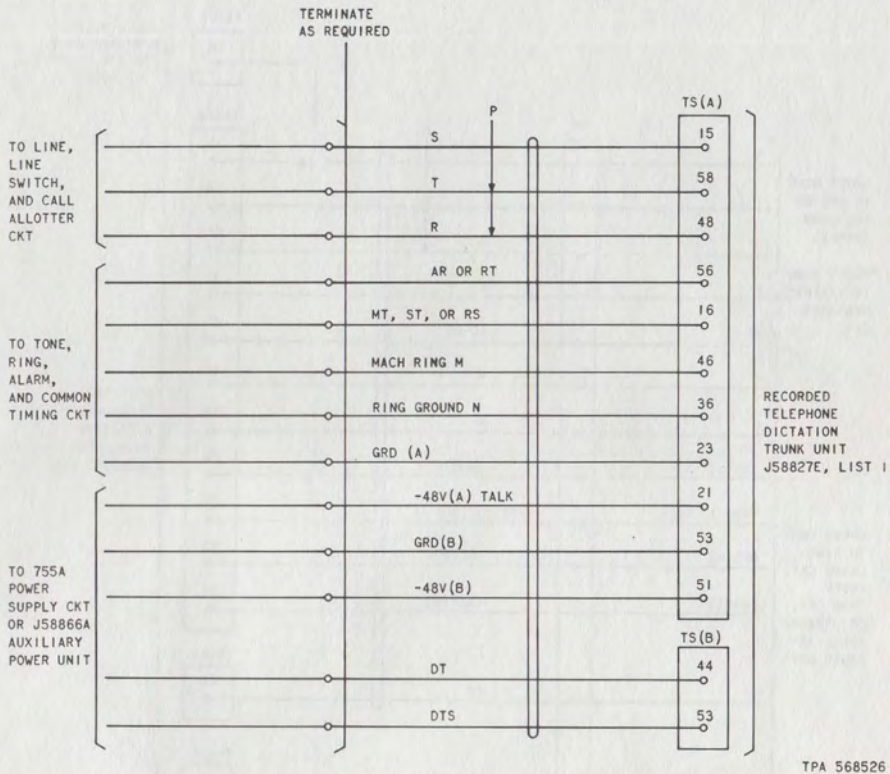 TERMINATE
AS REQUIRED
P
TS(A)
TO LINE,
LINE
SWITCH,
AND CALL
ALLOTTER
CKT
S
15
T
58
R
48
AR OR RT
56
MT, ST, OR RS
16
TO TONE,
RING,
ALARM,
AND COMMON
TIMING CKT
MACH RING M
46
RING GROUND N
36
GRD (A)
23
RECORDED
TELEPHONE
DICTATION
TRUNK UNIT
J58827E, LIST 1
-48V(A) TALK
21
GRD(B)
53
-48V(B)
51
TO 755A
POWER
SUPPLY CKT
OR J58866A
AUXILIARY
POWER UNIT
TS(B)
DT
44
DTS
53
TPA 568526